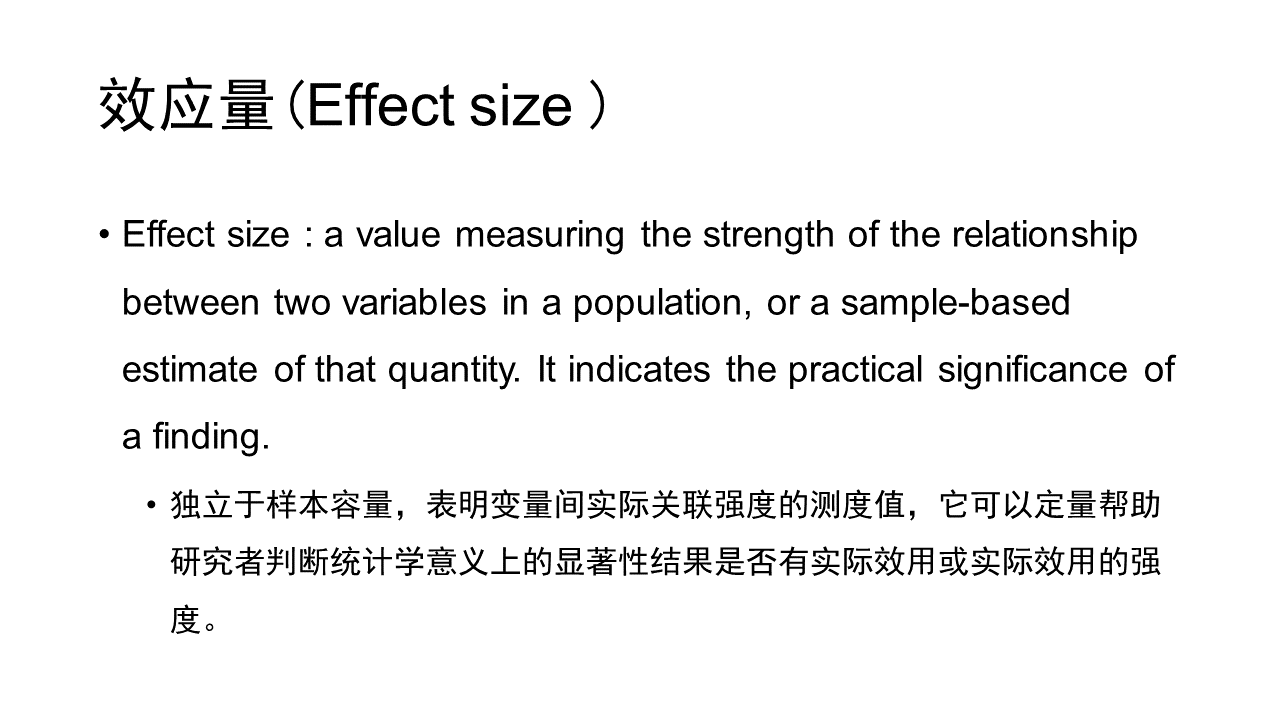 效应量(Effect size ）
• Effect size : a value measuring the strength of the relationship
between two variables in a population, or a sample-based
estimate of that quantity. It indicates the practical significance of
a finding.
• 独立于样本容量，表明变量间实际关联强度的测度值，它可以定量帮助
研究者判断统计学意义上的显著性结果是否有实际效用或实际效用的强
度。